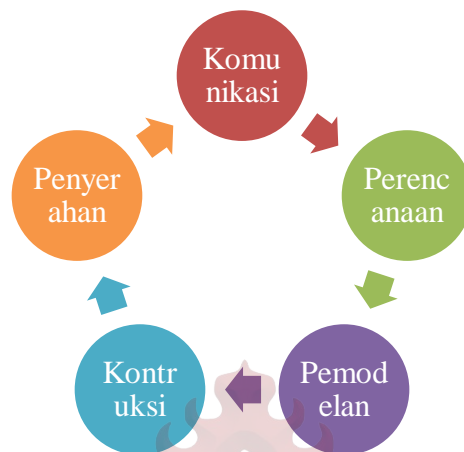 Komu
nikasi
Perenc
anaan
Pemod
elan
Kontr
uksi
Penyer
ahan